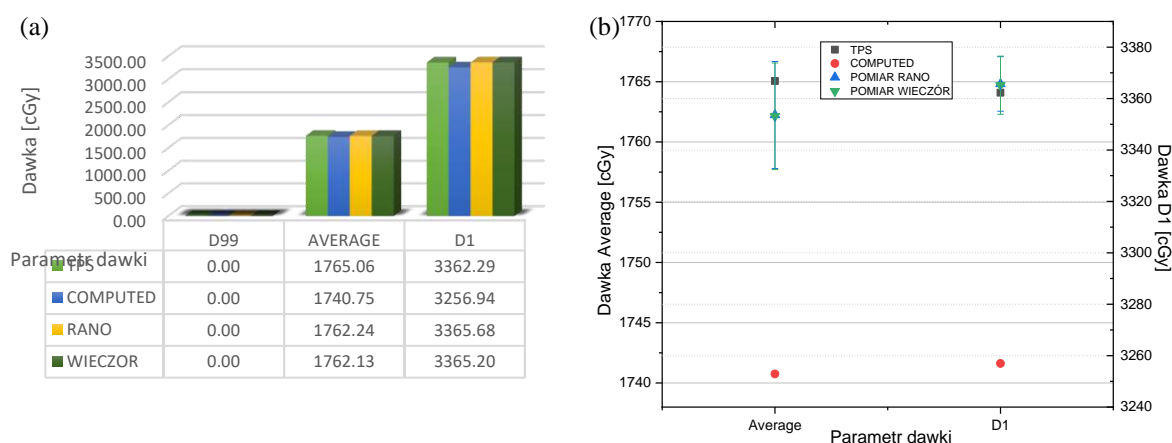 (a)
3500.00
3000.00
2500.00
2000.00
1500.00
1000.00
500.00
0.00
Dawka [cGy]
D99 AVERAGE D1
Parametr dawki
TPS 0.00 1765.06 3362.29
COMPUTED 0.00 1740.75 3256.94
RANO 0.00 1762.24 3365.68
WIECZOR 0.00 1762.13 3365.20
(b)
1770
1765
1760
1755
1750
1745
1740
Dawka Average [cGy]
TPS
COMPUTED
POMIAR RANO
POMIAR WIECZÓR
3380
3360
3340
3320
3300
3280
3260
3240
Dawka D1 [cGy]
Average D1
Parametr dawki